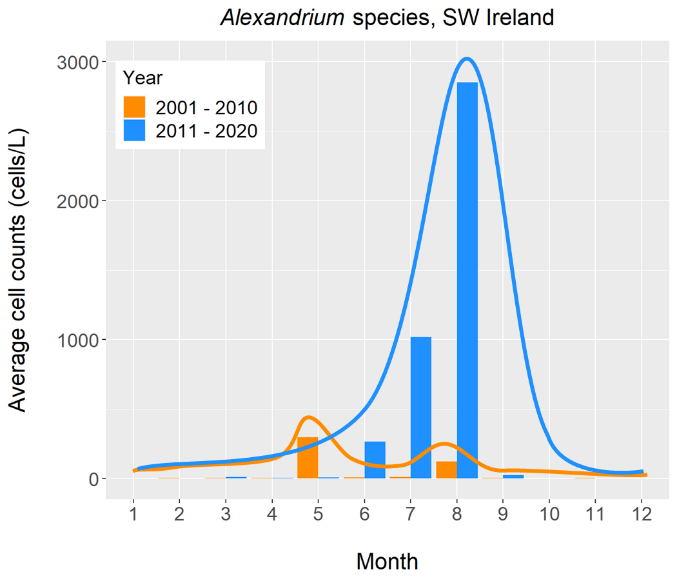 Alexandrium species, SW Ireland
Year
2001 - 2010
2011 - 2020
Average cell counts (cells/L)
3000
2000
1000
0
1 2 3 4 5 6 7 8 9 10 11 12
Month